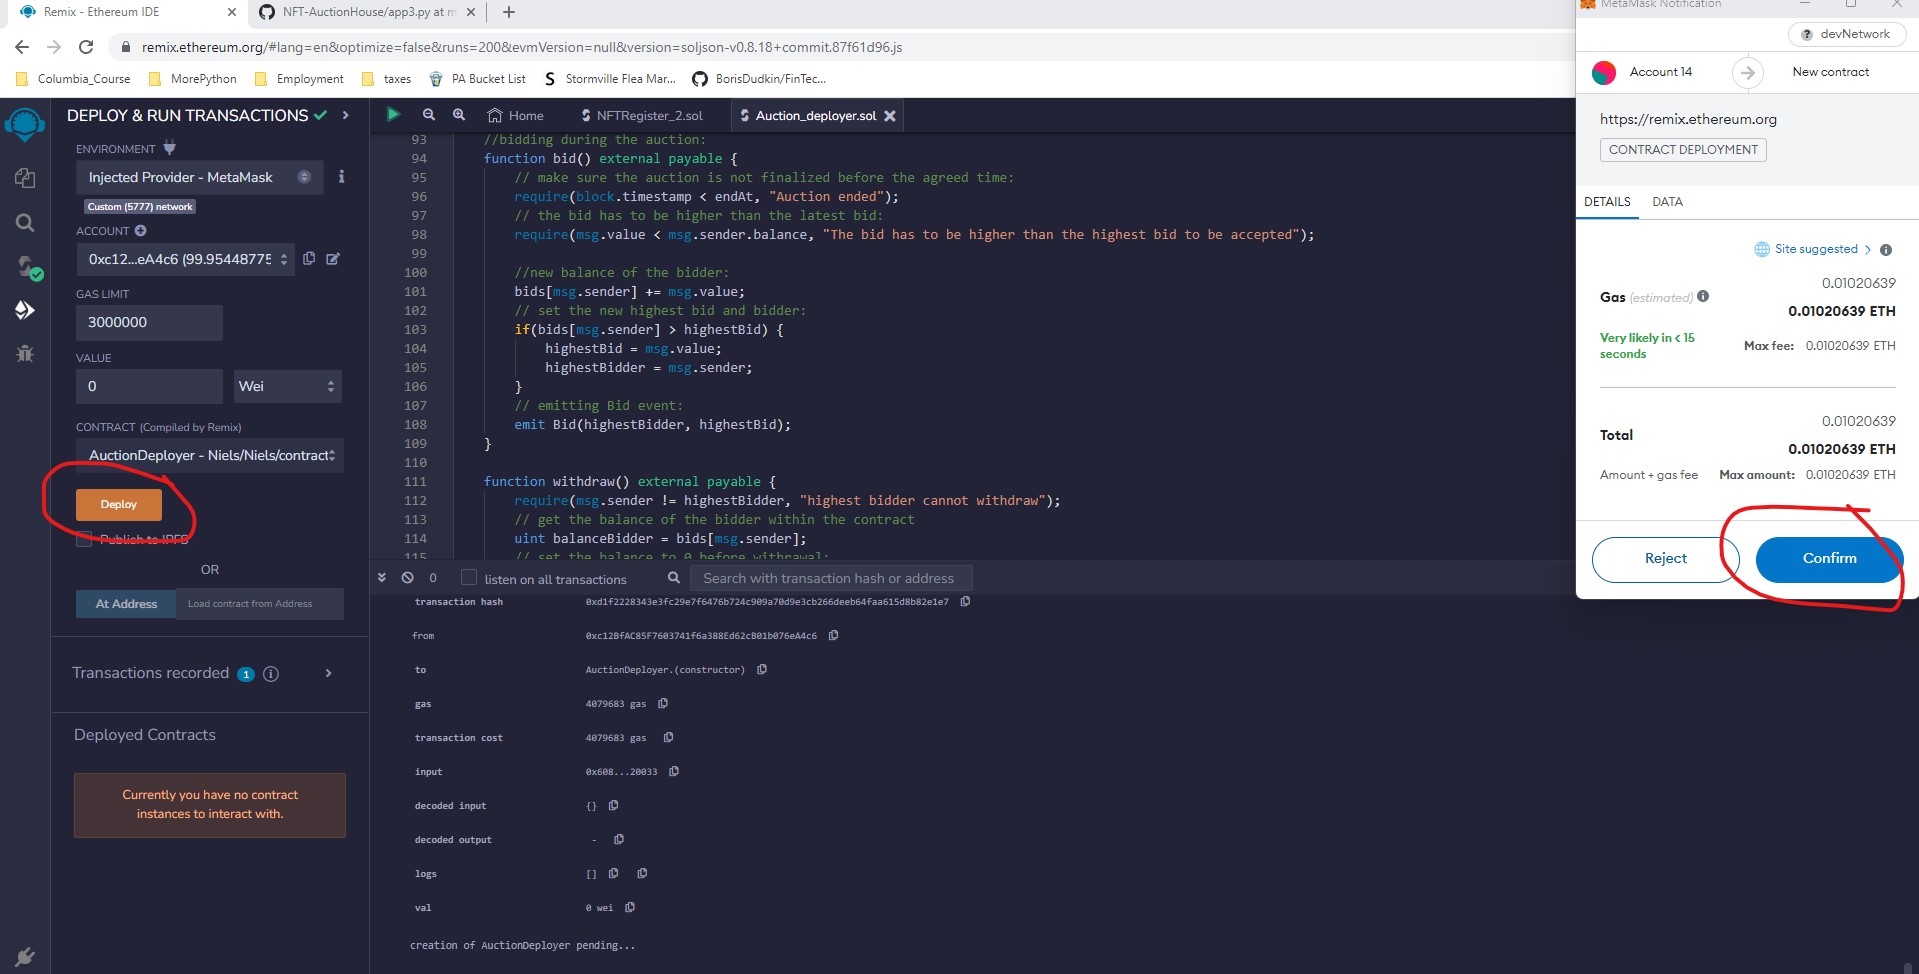 Remix - Ethereum IDE
NFT-AuctionHouse/app3.py at m
remix.ethereum.org/#lang=en&optimize=false&runs=200&evmVersion=null&version=soljson-v0.8.18+commit.87f61d96.js
Columbia_Course
MorePython
Employment
taxes
PA Bucket List
Stormville Flea Mar...
BorisDudkin/FinTec...
DEPLOY & RUN TRANSACTIONS
ENVIRONMENT
Injected Provider - MetaMask
Custom (5777) network
ACCOUNT
0xc12...eA4c6 (99.95448775
GAS LIMIT
3000000
VALUE
0
Wei
CONTRACT (Compiled by Remix)
AuctionDeployer - Niels/Niels/contract
Deploy
Publish to IPFS
OR
At Address
Load contract from Address
Transactions recorded 1 i
Deployed Contracts
Currently you have no contract
instances to interact with.
Home
NFTRegister_2.sol
Auction_deployer.sol
93 //bidding during the auction:
94 function bid() external payable {
95 // make sure the auction is not finalized before the agreed time:
96 require(block.timestamp < endAt, "Auction ended");
97 // the bid has to be higher than the latest bid:
98 require(msg.value < msg.sender.balance, "The bid has to be higher than the highest bid to be accepted");
99
100 //new balance of the bidder:
101 bids[msg.sender] += msg.value;
102 // set the new highest bid and bidder:
103 if(bids[msg.sender] > highestBid) {
104 highestBid = msg.value;
105 highestBidder = msg.sender;
106 }
107 // emitting Bid event:
108 emit Bid(highestBidder, highestBid);
109 }
110
111 function withdraw() external payable {
112 require(msg.sender != highestBidder, "highest bidder cannot withdraw");
113 // get the balance of the bidder within the contract
114 uint balanceBidder = bids[msg.sender];
115 // set the balance to 0 before withrawal:
0
listen on all transactions
Search with transaction hash or address
transaction hash 0xd1f2228343e3fc29e7f6476b724c909a70d9e3cb266deeb64faa615d8b82e1e7
from 0xc12BfAC85F7603741f6a388Ed62cB01b076eA4c6
to AuctionDeployer.(constructor)
gas 4079683 gas
transaction cost 4079683 gas
input 0x608...20033
decoded input {}
decoded output -
logs []
val 0 wei
creation of AuctionDeployer pending...
MetaMask Notification
? devNetwork
Account 14
New contract
https://remix.ethereum.org
CONTRACT DEPLOYMENT
DETAILS
DATA
Site suggested >
0.01020639
Gas (estimated)
0.01020639 ETH
Very likely in < 15
seconds
Max fee: 0.01020639 ETH
0.01020639
Total
0.01020639 ETH
Amount + gas fee
Max amount: 0.01020639 ETH
Reject
Confirm